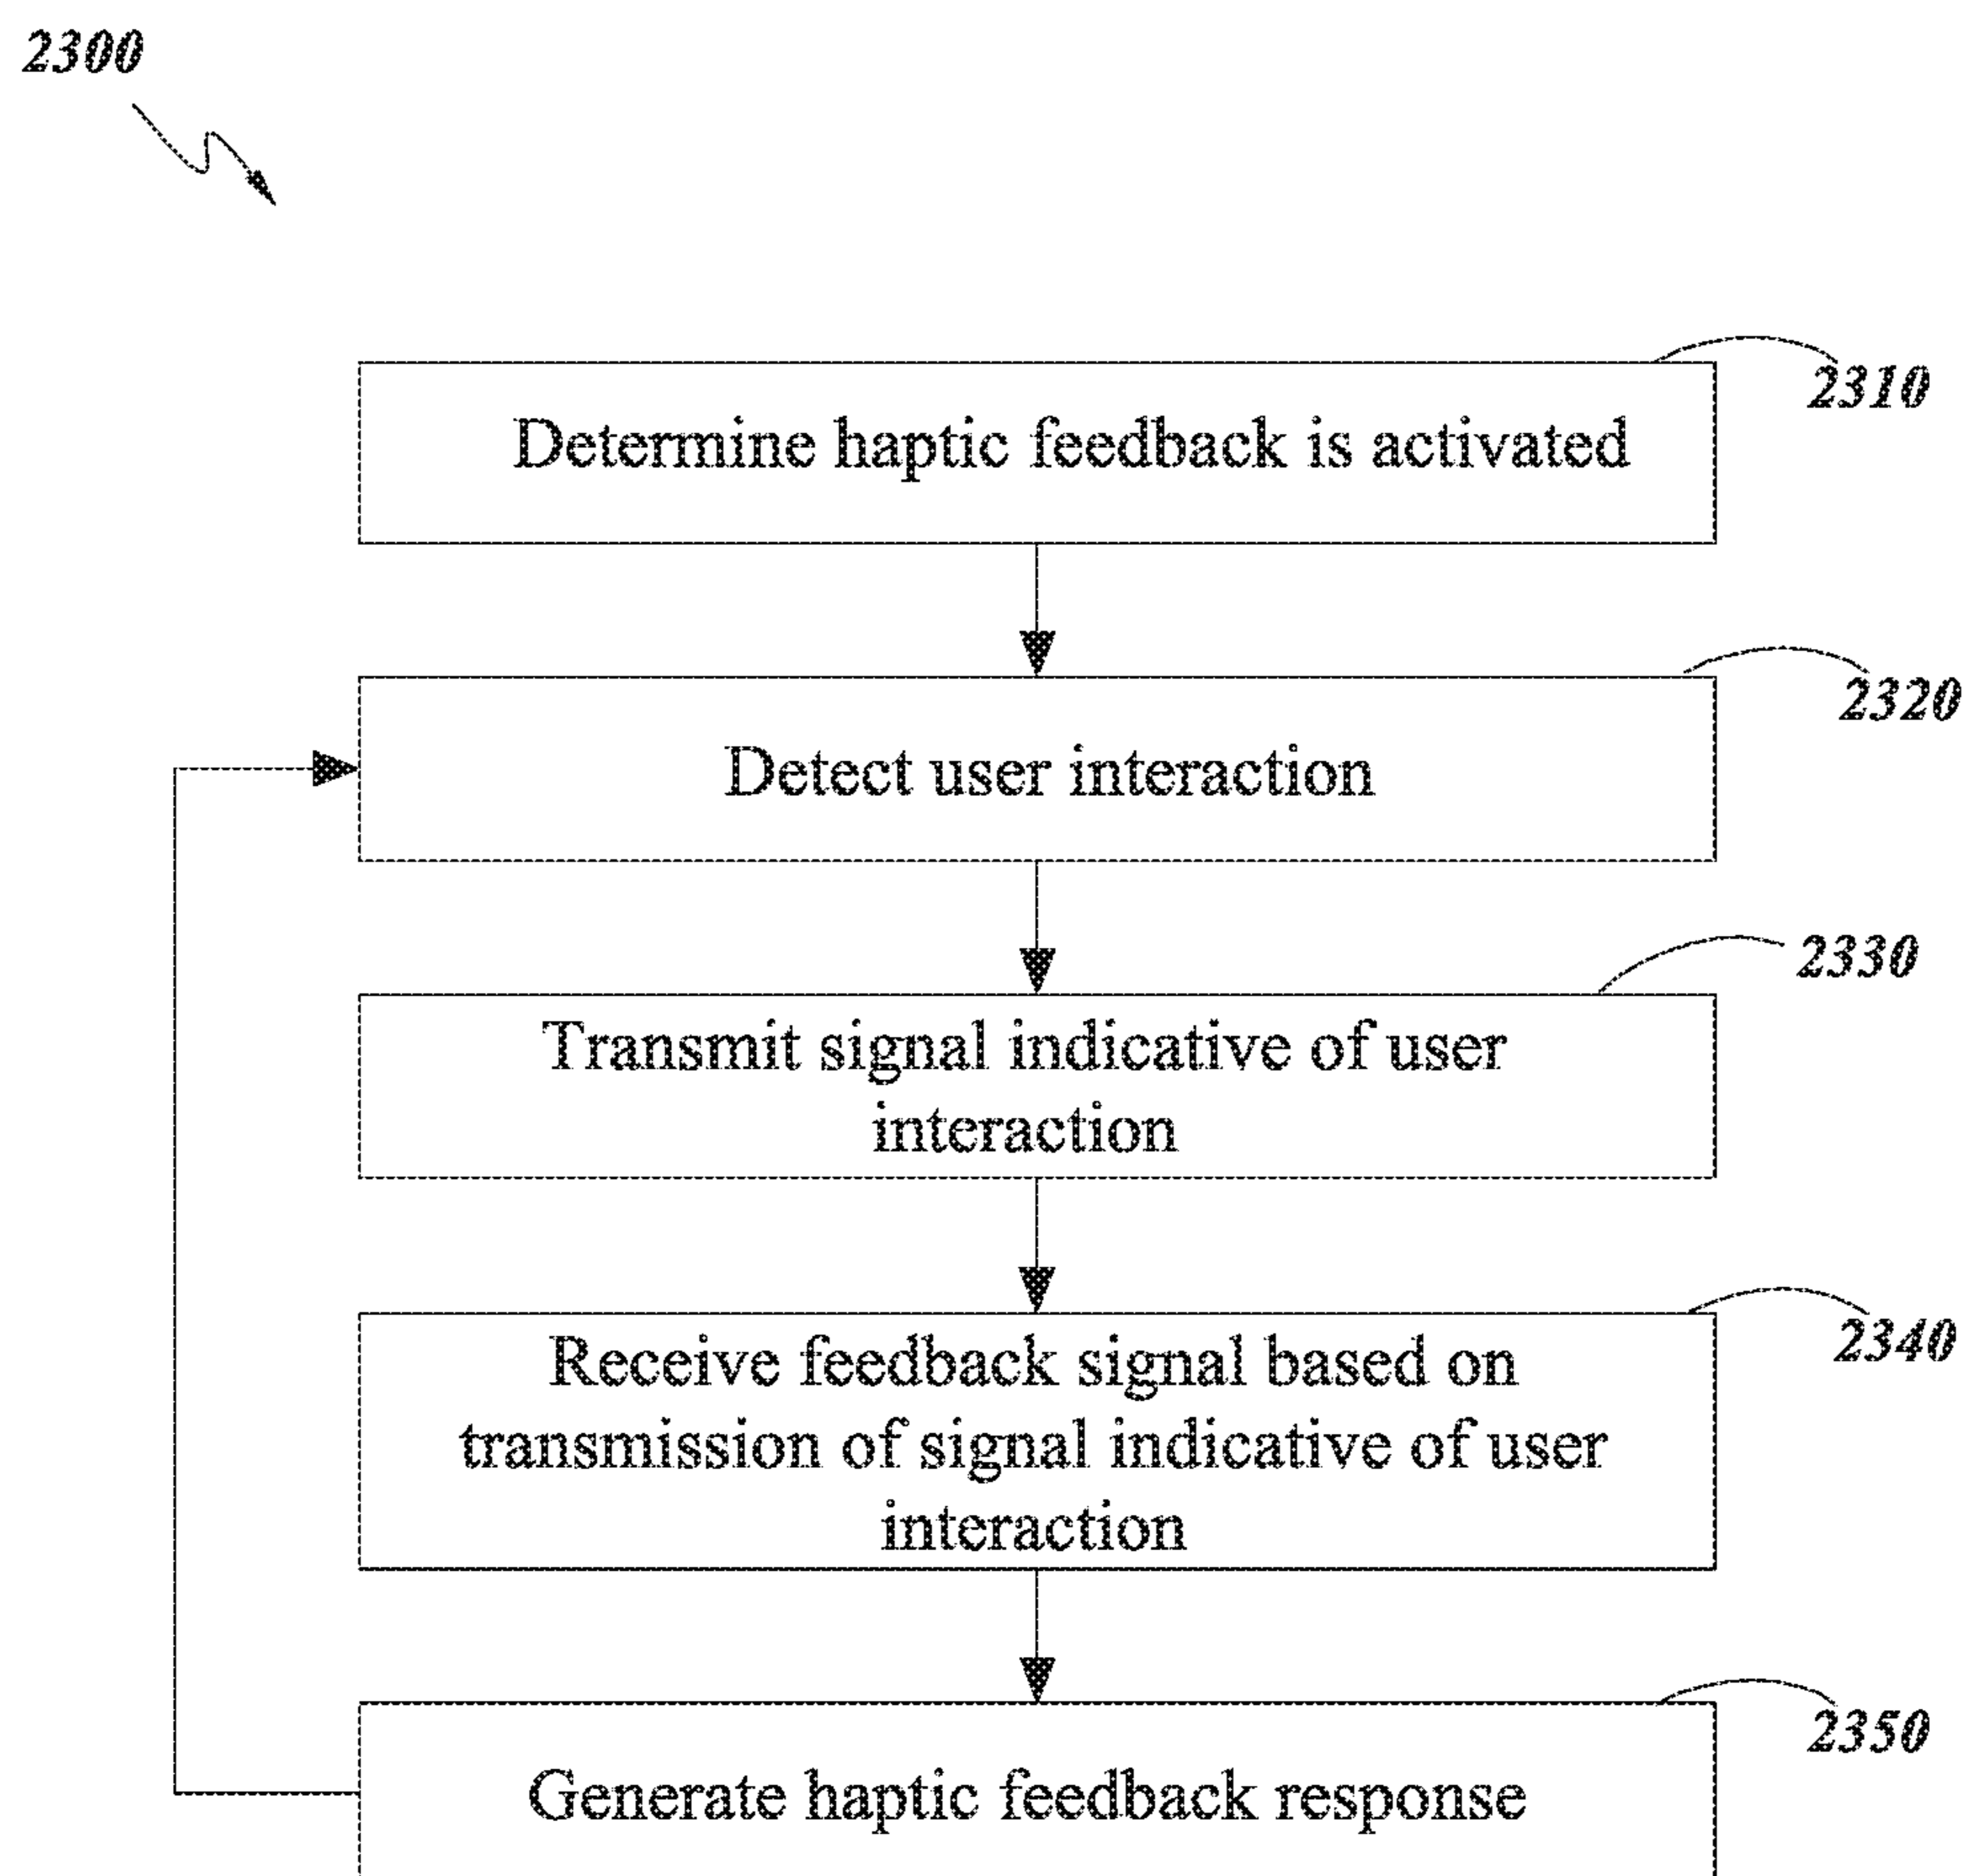 2300
2310
Determine haptic feedback is activated
2320
Detect user interaction
2330
Transmit signal indicative of user
interaction
2340
Receive feedback signal based on
transmission of signal indicative of user
interaction
2350
Generate haptic feedback response